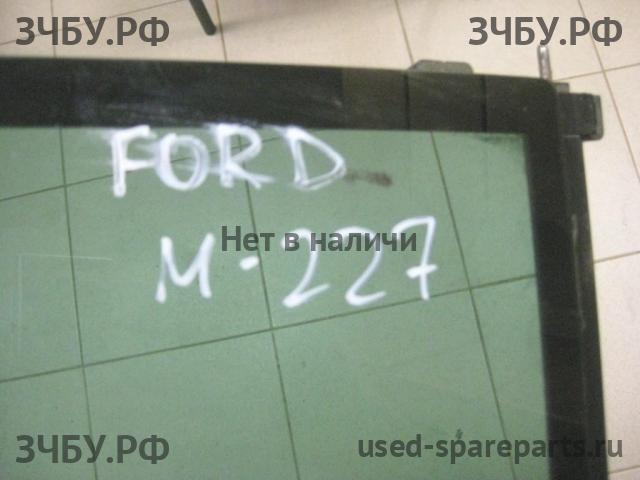 ЗЧБУ.РФ ЗЧБУ.РФ
FORD
Нет в наличи
M-227
ЗЧБУ.РФ used-spareparts.ru